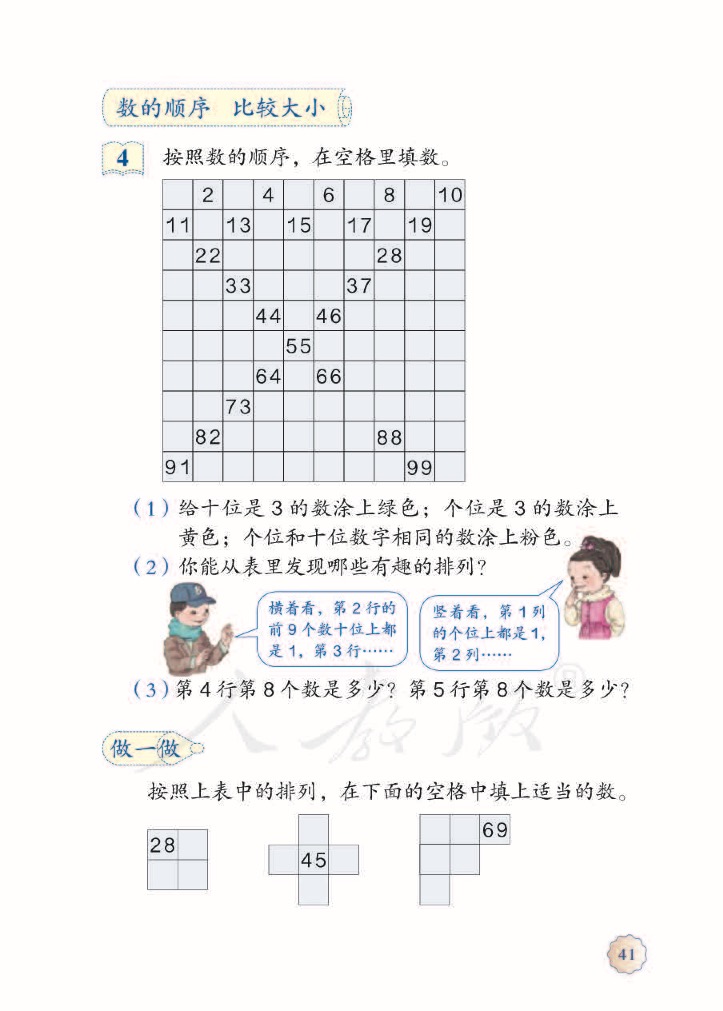 数的顺序 比较大小
4 按照数的顺序，在空格里填数。
2 4 6 8 10
11 13 15 17 19
22 28
33 37
44 46
55
64 66
73
82 88
91 99
（1）给十位是 3 的数涂上绿色；个位是 3 的数涂上
黄色；个位和十位数字相同的数涂上粉色。
（2）你能从表里发现哪些有趣的排列？
横着看，第 2 行的
前 9 个数十位上都
是 1，第 3 行……
竖着看，第 1 列
的个位上都是 1，
第 2 列……
（3）第 4 行第 8 个数是多少？第 5 行第 8 个数是多少？
人教版®
做一做
按照上表中的排列，在下面的空格中填上适当的数。
28
45
69
41